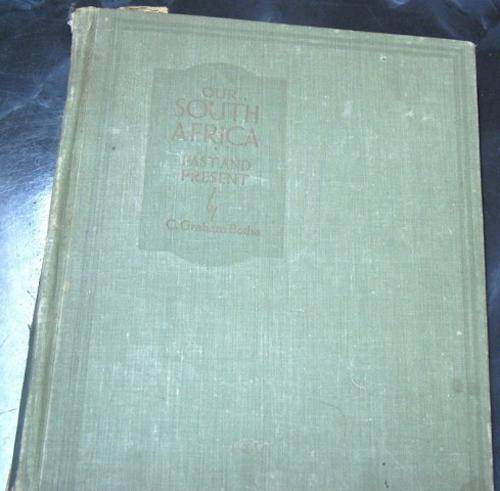 OUR
SOUTH
AFRICA
PAST AND
PRESENT
by
C. Graham Botha